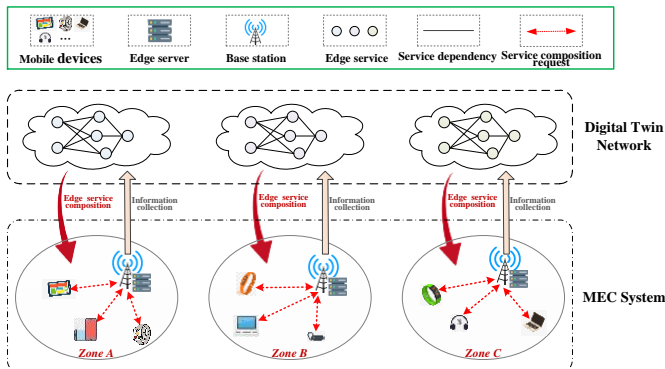 ...
Mobile devices
Edge server
Base station
Edge service
Service dependency
Service composition
request
Digital Twin
Network
Edge service
composition
Information
collection
Edge service
composition
Information
collection
Edge service
composition
Information
collection
MEC System
Zone A
Zone B
Zone C